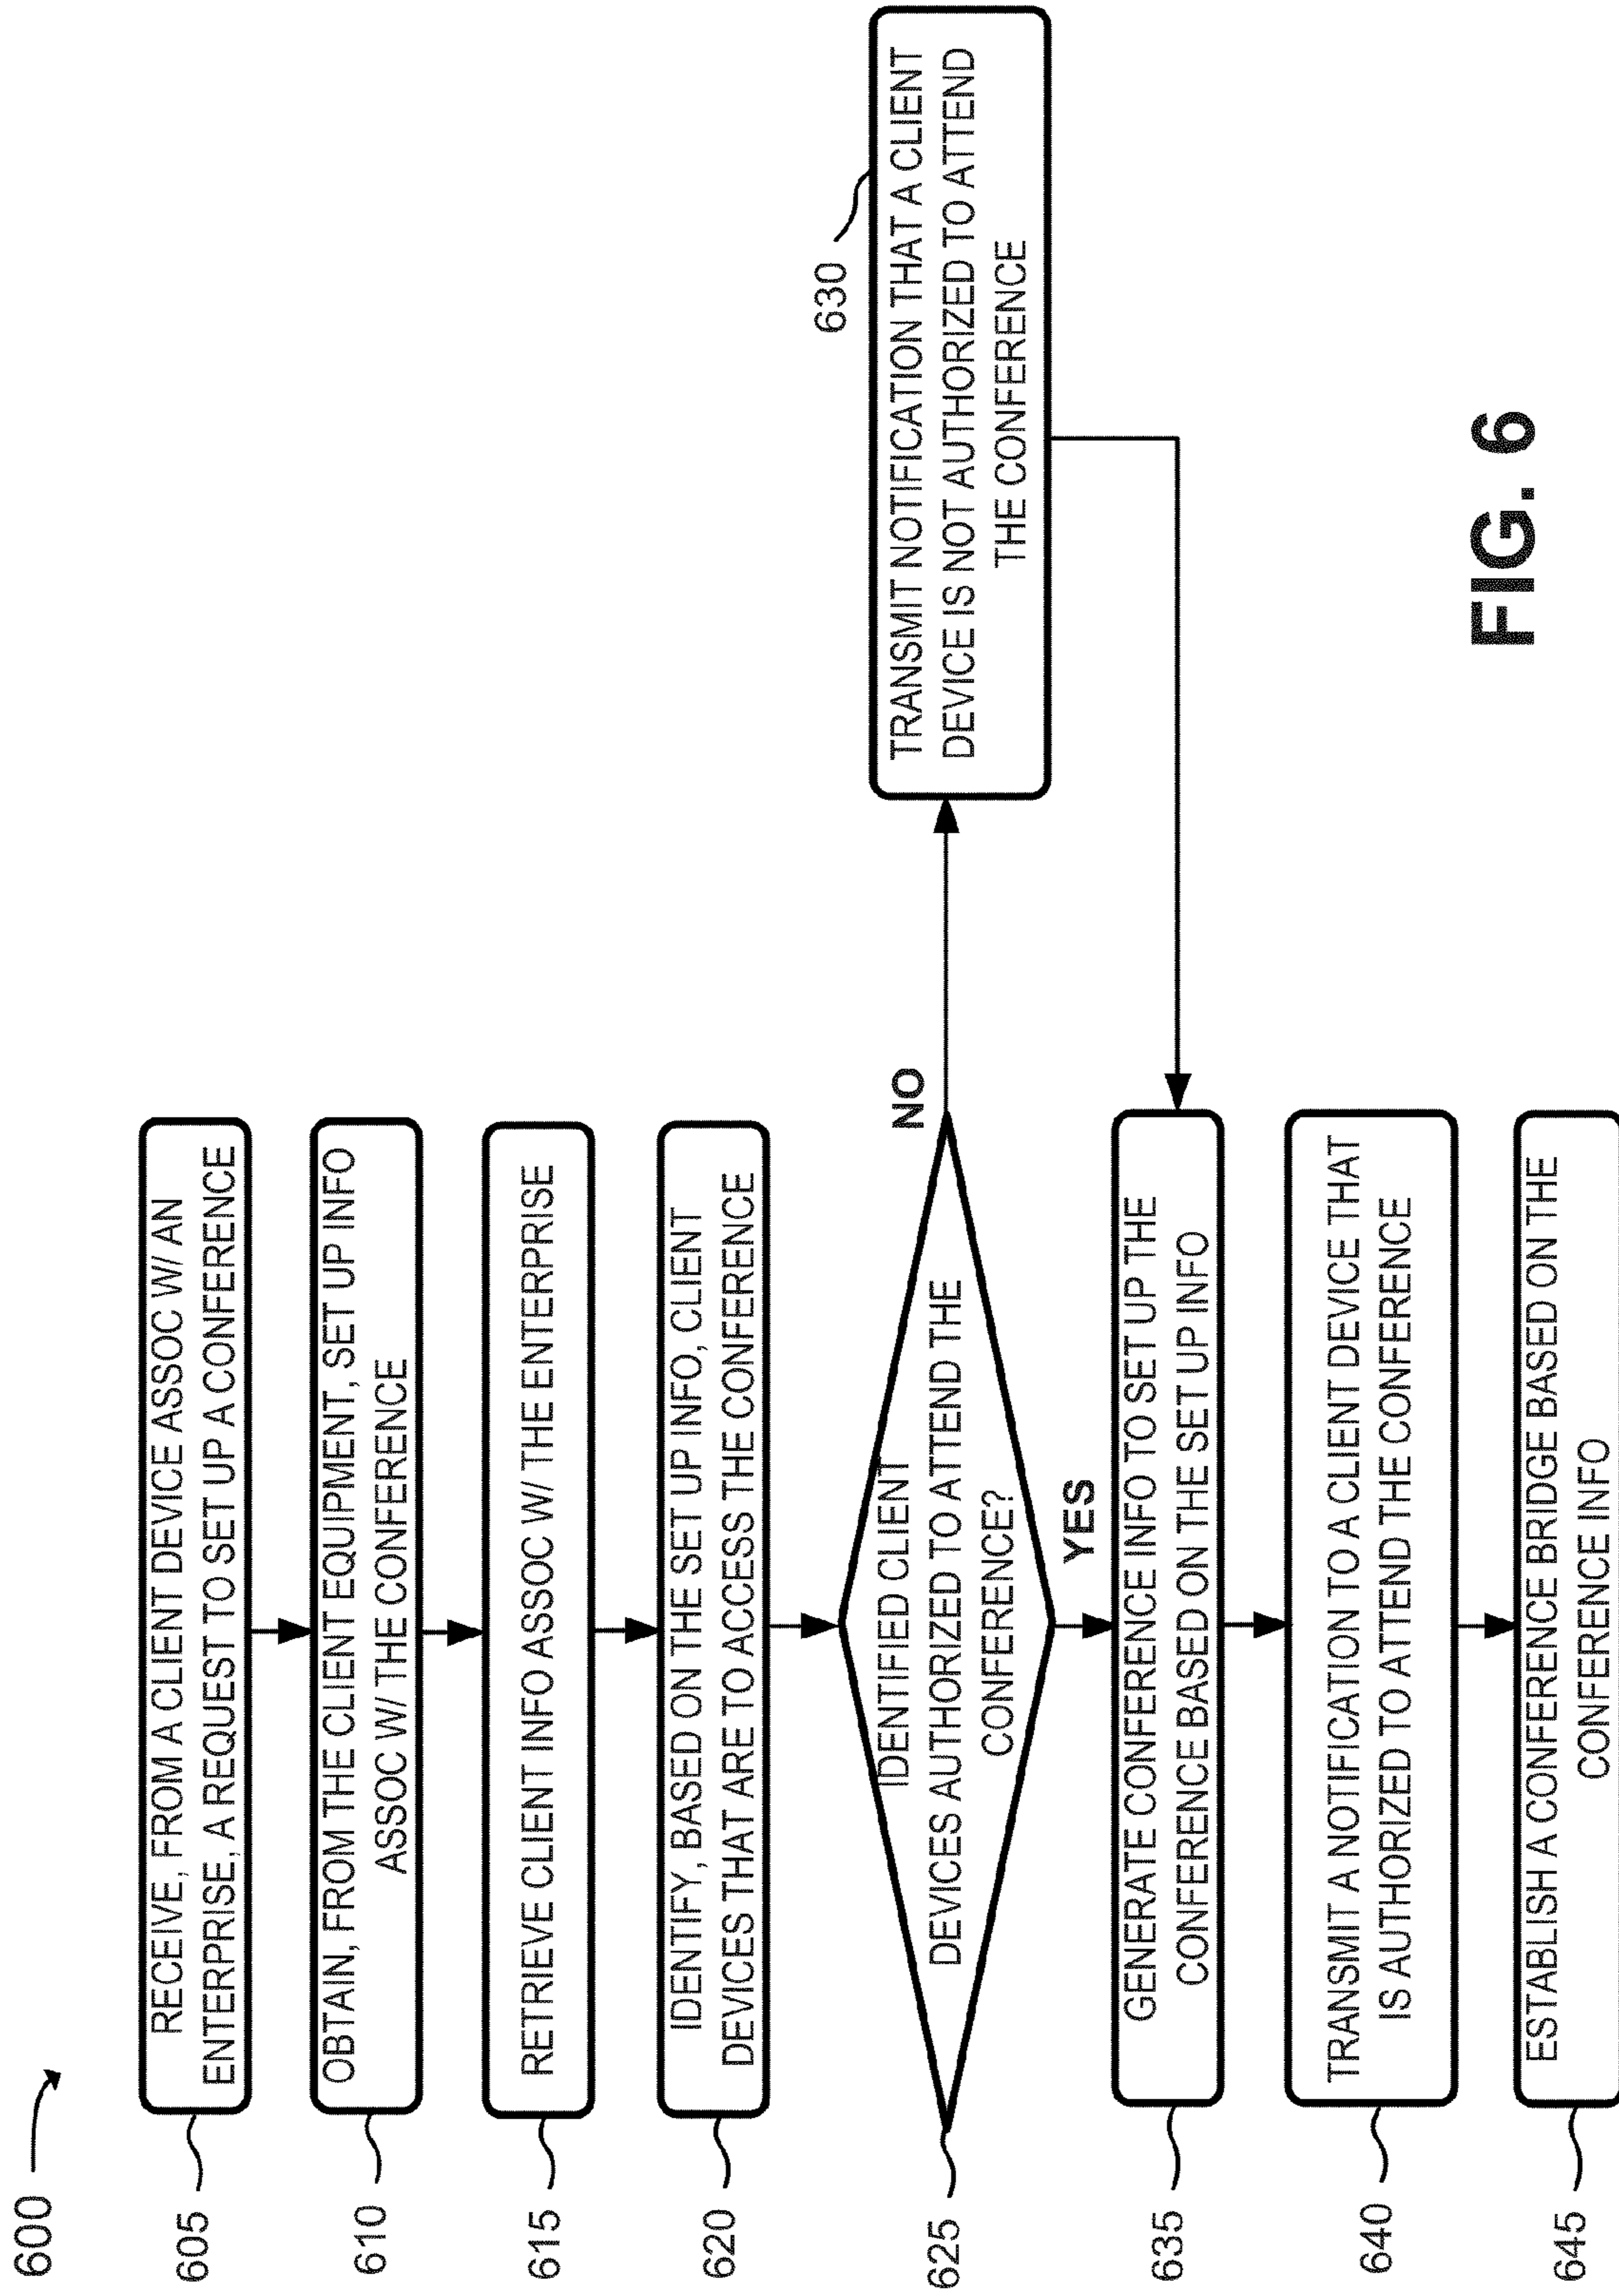 600
605
RECEIVE, FROM A CLIENT DEVICE ASSOC W/ AN
ENTERPRISE, A REQUEST TO SET UP A CONFERENCE
610
OBTAIN, FROM THE CLIENT EQUIPMENT, SET UP INFO
ASSOC W/ THE CONFERENCE
615
RETRIEVE CLIENT INFO ASSOC W/ THE ENTERPRISE
620
IDENTIFY, BASED ON THE SET UP INFO, CLIENT
DEVICES THAT ARE TO ACCESS THE CONFERENCE
625
IDENTIFIED CLIENT
DEVICES AUTHORIZED TO ATTEND THE
CONFERENCE?
NO
630
TRANSMIT NOTIFICATION THAT A CLIENT
DEVICE IS NOT AUTHORIZED TO ATTEND
THE CONFERENCE
YES
635
GENERATE CONFERENCE INFO TO SET UP THE
CONFERENCE BASED ON THE SET UP INFO
640
TRANSMIT A NOTIFICATION TO A CLIENT DEVICE THAT
IS AUTHORIZED TO ATTEND THE CONFERENCE
645
ESTABLISH A CONFERENCE BRIDGE BASED ON THE
CONFERENCE INFO
FIG. 6